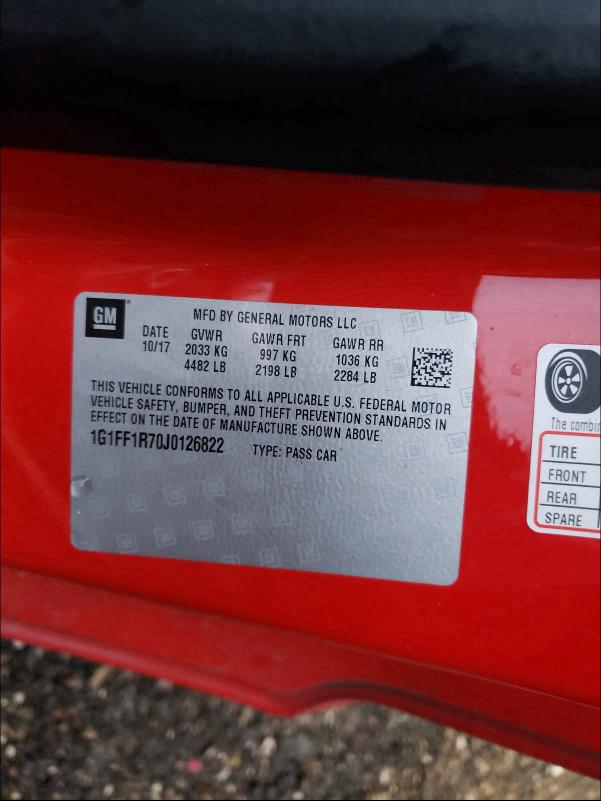 GM ®
MFD BY GENERAL MOTORS LLC
DATE GVWR GAWR FRT GAWR RR
10/17 2033 KG 997 KG 1036 KG
4482 LB 2198 LB 2284 LB
THIS VEHICLE CONFORMS TO ALL APPLICABLE U.S. FEDERAL MOTOR
VEHICLE SAFETY, BUMPER, AND THEFT PREVENTION STANDARDS IN
EFFECT ON THE DATE OF MANUFACTURE SHOWN ABOVE.
1G1FF1R70J0126822 TYPE: PASS CAR
The combin
TIRE
FRONT
REAR
SPARE